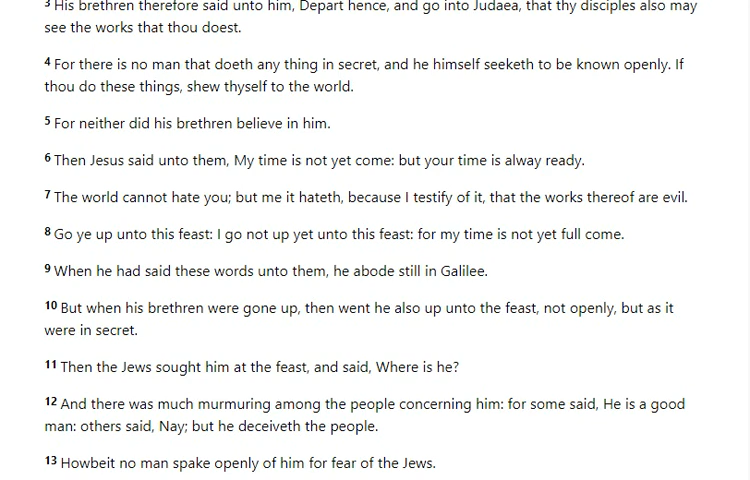 3 His brethren therefore said unto him, Depart hence, and go into Judaea, that thy disciples also may
see the works that thou doest.
4 For there is no man that doeth any thing in secret, and he himself seeketh to be known openly. If
thou do these things, shew thyself to the world.
5 For neither did his brethren believe in him.
6 Then Jesus said unto them, My time is not yet come: but your time is alway ready.
7 The world cannot hate you; but me it hateth, because I testify of it, that the works thereof are evil.
8 Go ye up unto this feast: I go not up yet unto this feast: for my time is not yet full come.
9 When he had said these words unto them, he abode still in Galilee.
10 But when his brethren were gone up, then went he also up unto the feast, not openly, but as it
were in secret.
11 Then the Jews sought him at the feast, and said, Where is he?
12 And there was much murmuring among the people concerning him: for some said, He is a good
man: others said, Nay; but he deceiveth the people.
13 Howbeit no man spake openly of him for fear of the Jews.